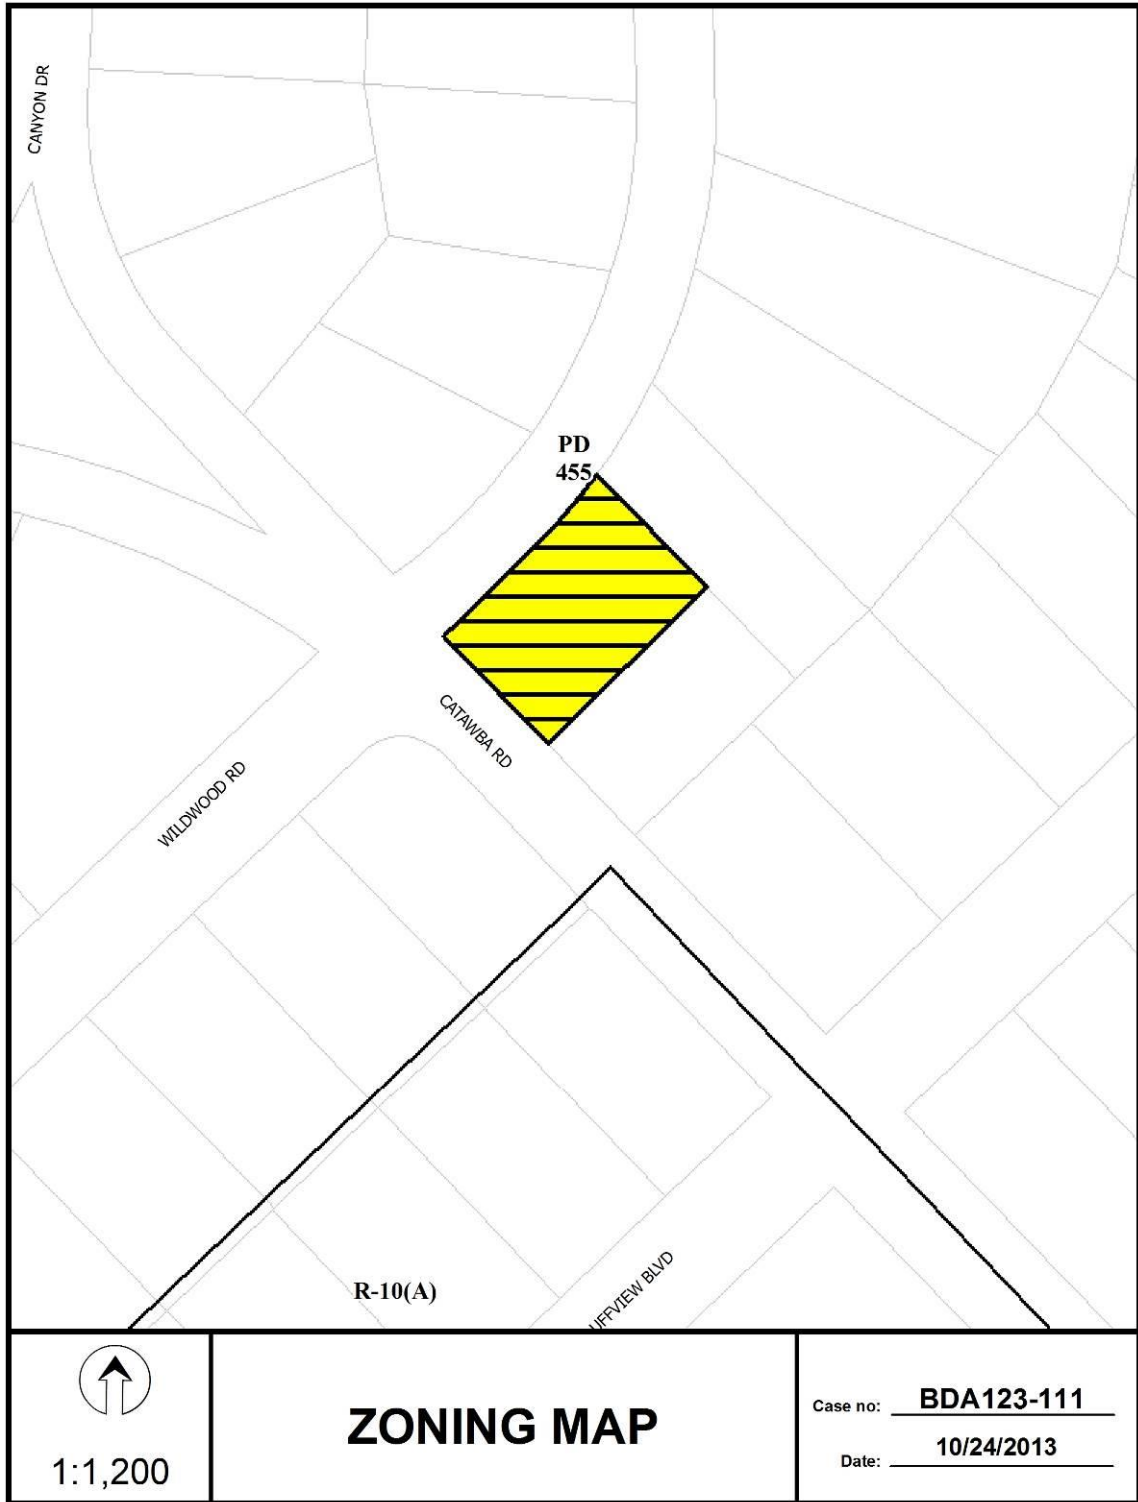 CANYON DR
PD
455
CATAWBA RD
WILDWOOD RD
UFFVIEW BLVD
R-10(A)
1:1,200
ZONING MAP
Case no: BDA123-111
Date: 10/24/2013